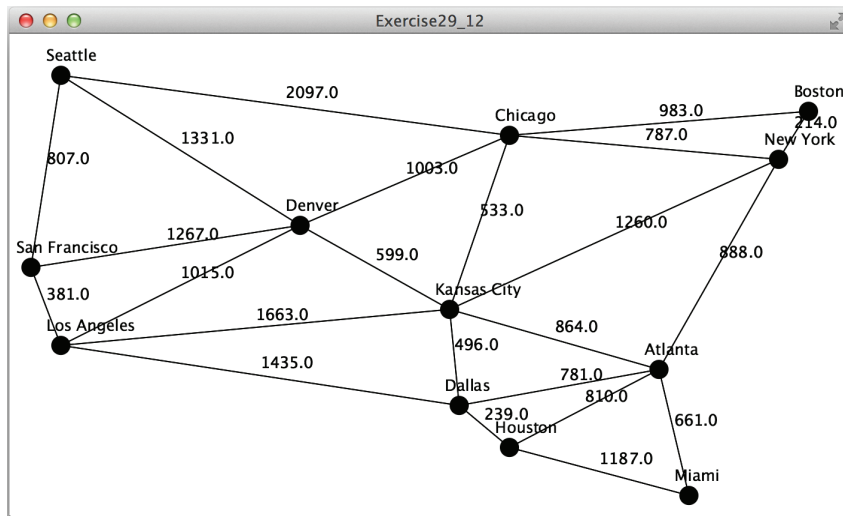 Exercise29_12
Seattle
2097.0
Boston
983.0
Chicago
214.0
787.0
New York
1331.0
807.0
1003.0
Denver
533.0
1260.0
1267.0
San Francisco
599.0
888.0
1015.0
381.0
Kansas City
1663.0
Los Angeles
864.0
496.0
Atlanta
1435.0
781.0
Dallas
810.0
239.0
661.0
Houston
1187.0
Miami